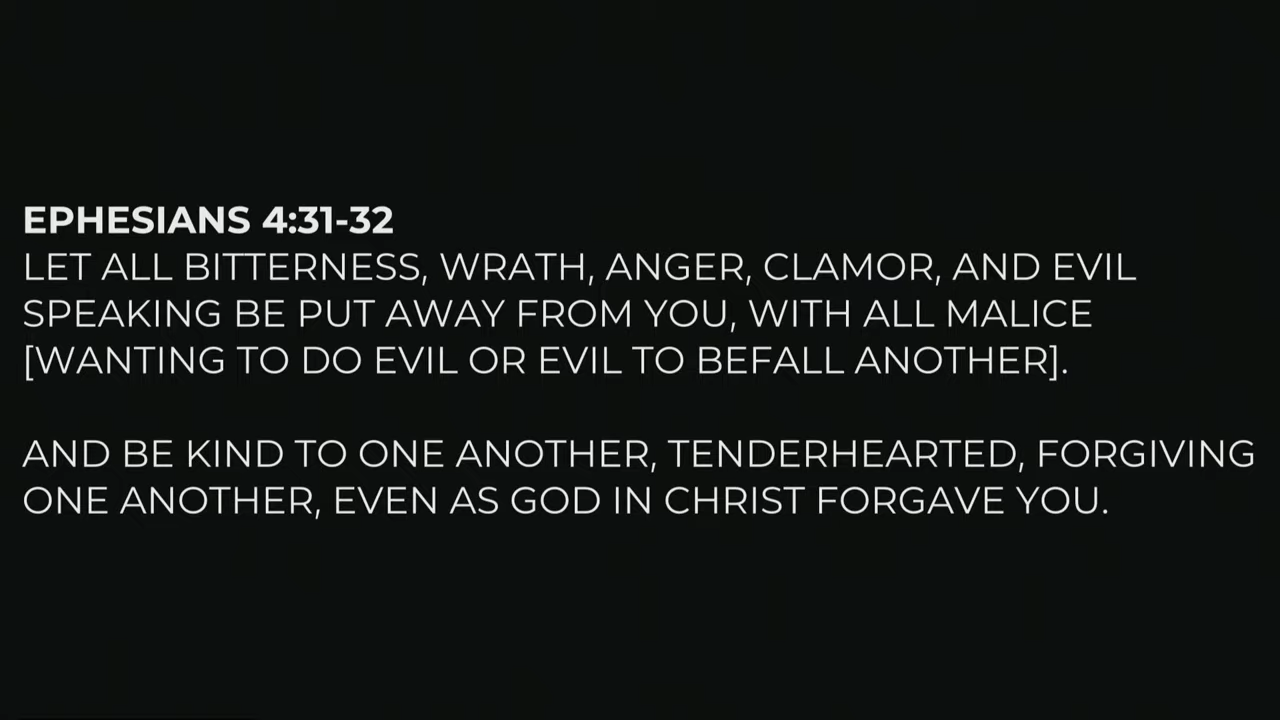 EPHESIANS 4:31-32
LET ALL BITTERNESS, WRATH, ANGER, CLAMOR, AND EVIL
SPEAKING BE PUT AWAY FROM YOU, WITH ALL MALICE
[WANTING TO DO EVIL OR EVIL TO BEFALL ANOTHER].
AND BE KIND TO ONE ANOTHER, TENDERHEARTED, FORGIVING
ONE ANOTHER, EVEN AS GOD IN CHRIST FORGAVE YOU.